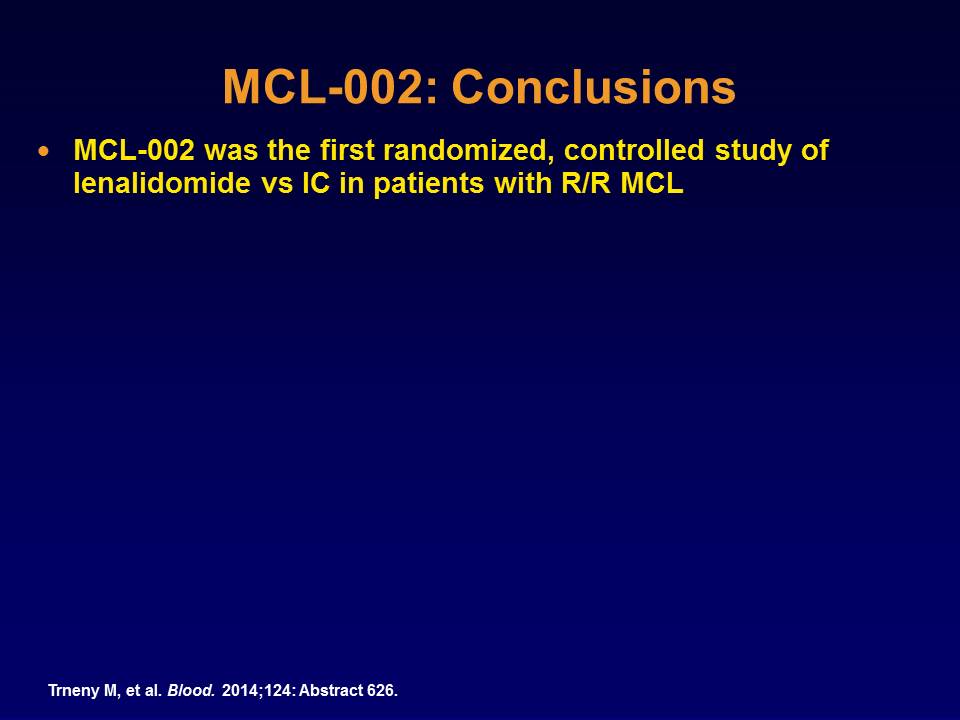 MCL-002: Conclusions
• MCL-002 was the first randomized, controlled study of
lenalidomide vs IC in patients with R/R MCL
Trneny M, et al. Blood. 2014;124: Abstract 626.